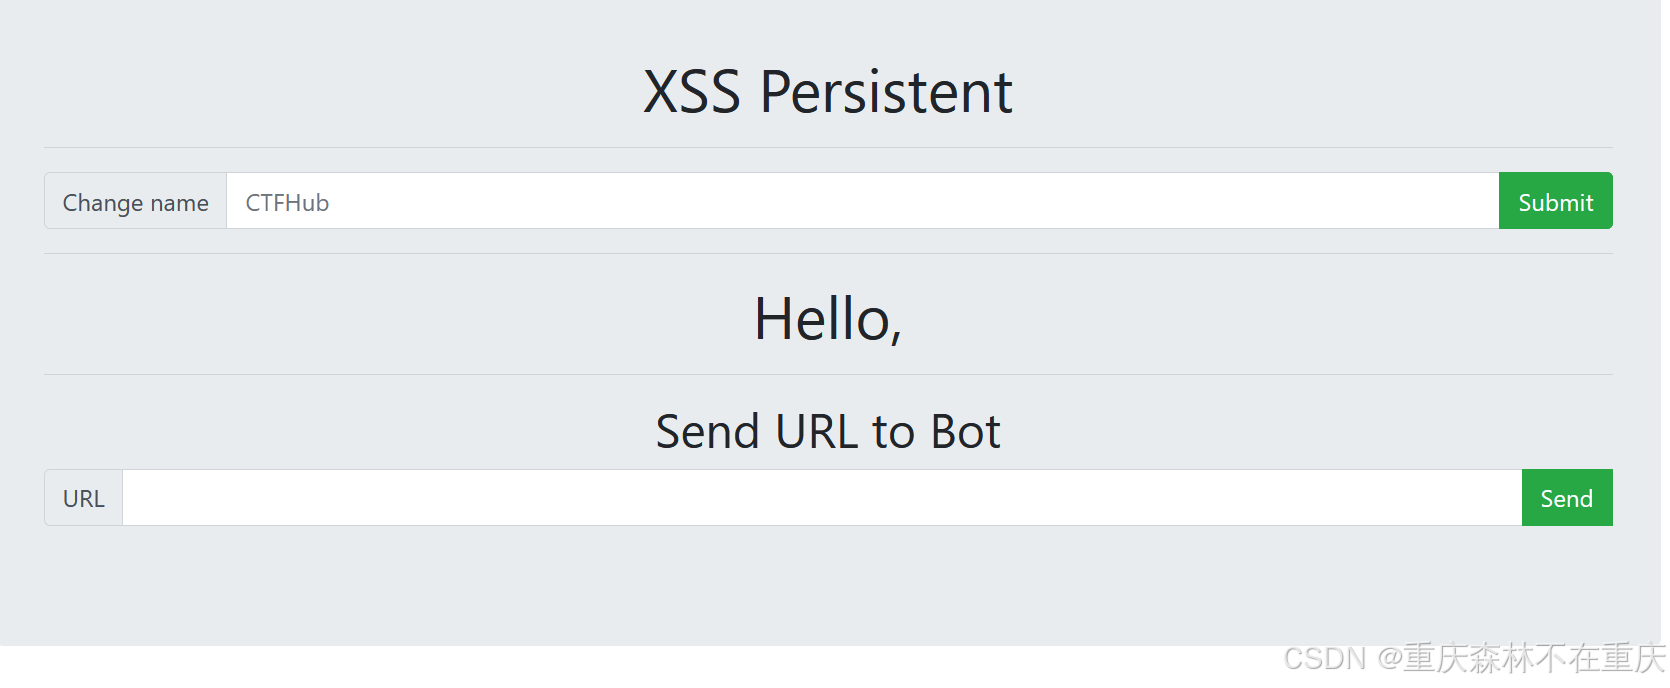 XSS Persistent
Change name CTFHub Submit
Hello,
Send URL to Bot
URL Send
CSDN @重庆森林不在重庆